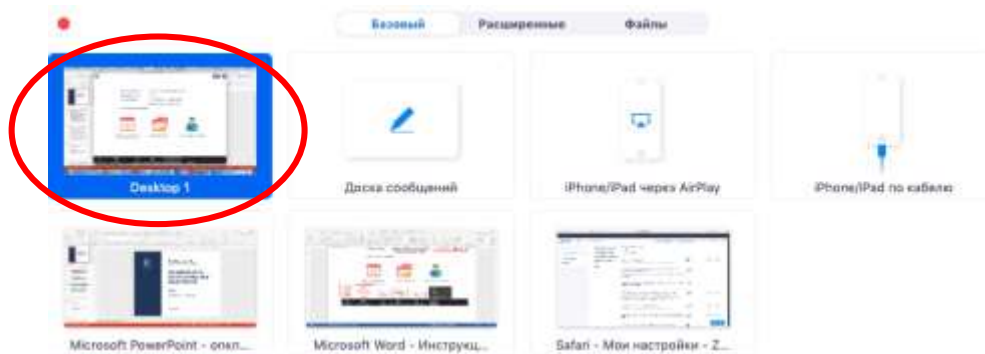 Базовый Расширенные Файлы
Desktop 1 Доска сообщений iPhone/iPad через AirPlay iPhone/iPad по кабелю
Microsoft PowerPoint - опкл... Microsoft Word - Инструкц... Safari - Мои настройки - Z...